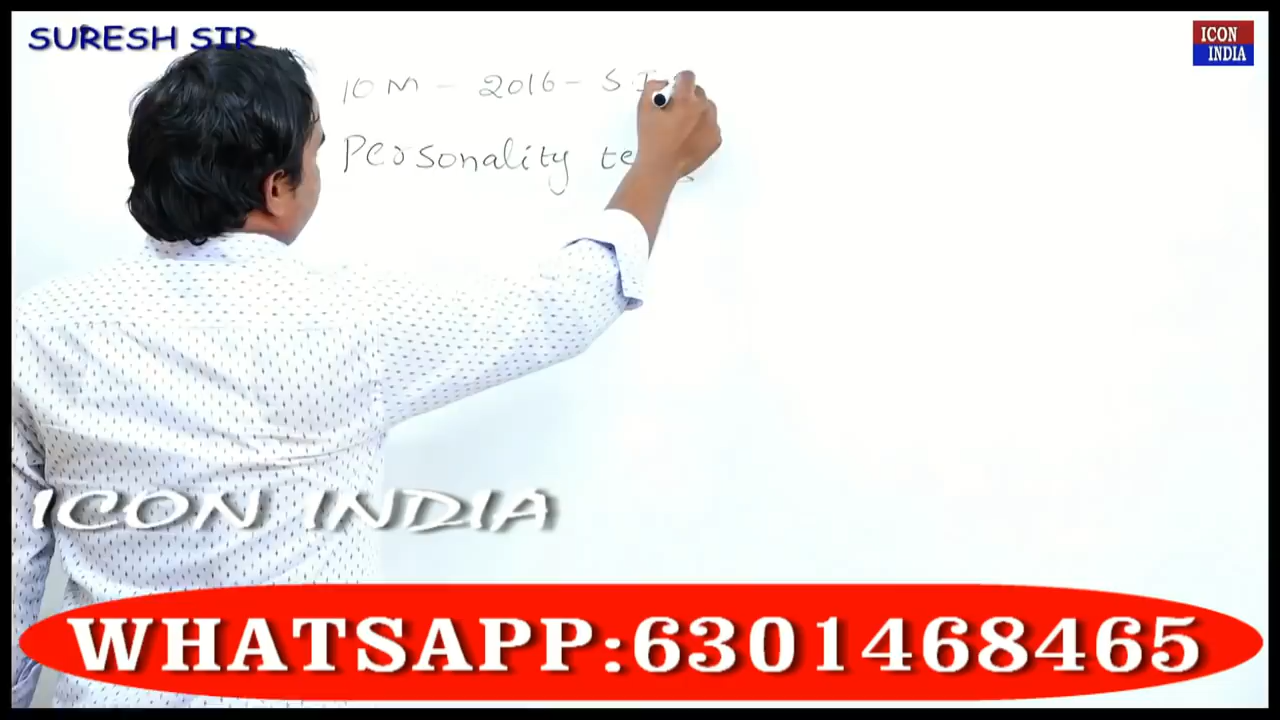 SURESH SIR
ICON
INDIA
10 M - 2016 - S.I
Personality
ICON INDIA
WHATSAPP:6301468465